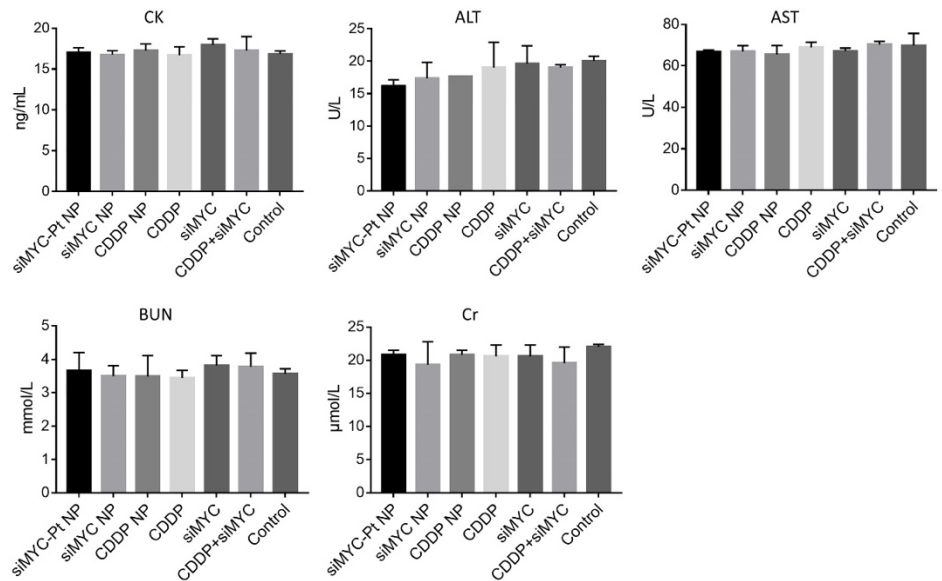 CK
ng/mL
20
15
10
5
0
siMYC-Pt NP
siMYC NP
CDDP NP
CDDP
siMYC
CDDP+siMYC
Control
ALT
U/L
25
20
15
10
5
0
siMYC-Pt NP
siMYC NP
CDDP NP
CDDP
siMYC
CDDP+siMYC
Control
AST
U/L
80
60
40
20
0
siMYC-Pt NP
siMYC NP
CDDP NP
CDDP
siMYC
CDDP+siMYC
Control
BUN
mmol/L
5
4
3
2
1
0
siMYC-Pt NP
siMYC NP
CDDP NP
CDDP
siMYC
CDDP+siMYC
Control
Cr
μmol/L
25
20
15
10
5
0
siMYC-Pt NP
siMYC NP
CDDP NP
CDDP
siMYC
CDDP+siMYC
Control